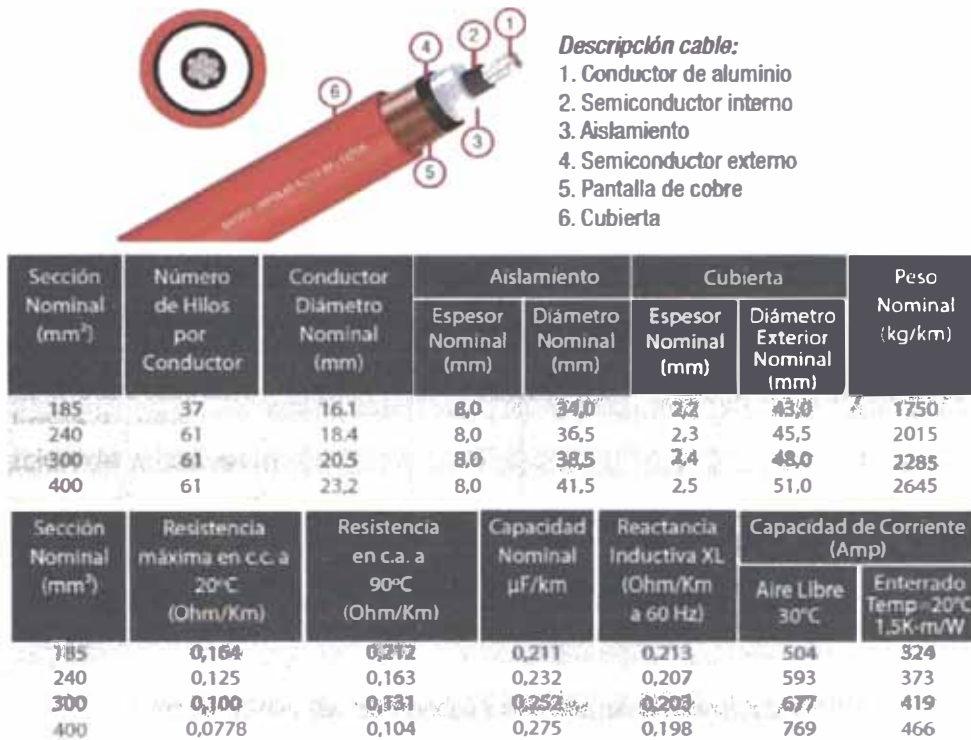 1
2
3
4
5
6
Descripción cable:
1. Conductor de aluminio
2. Semiconductor interno
3. Aislamiento
4. Semiconductor externo
5. Pantalla de cobre
6. Cubierta
Sección Nominal (mm²) Número de Hilos por Conductor Conductor Diámetro Nominal (mm) Aislamiento Cubierta Peso Nominal (kg/km)
Espesor Nominal (mm) Diámetro Nominal (mm) Espesor Nominal (mm) Diámetro Exterior Nominal (mm)
185 37 16.1 8,0 34,0 2,2 43,0 1750
240 61 18.4 8,0 36,5 2,3 45,5 2015
300 61 20.5 8,0 38,5 2,4 48,0 2285
400 61 23,2 8,0 41,5 2,5 51,0 2645
Sección Nominal (mm²) Resistencia máxima en c.c. a 20°C (Ohm/Km) Resistencia en c.a. a 90°C (Ohm/Km) Capacidad Nominal µF/km Reactancia Inductiva XL (Ohm/Km a 60 Hz) Capacidad de Corriente (Amp)
Aire Libre 30°C Enterrado Temp=20°C 1.5K-m/W
185 0,164 0,212 0,211 0,213 504 324
240 0,125 0,163 0,232 0,207 593 373
300 0,100 0,131 0,252 0,203 677 419
400 0,0778 0,104 0,275 0,198 769 466